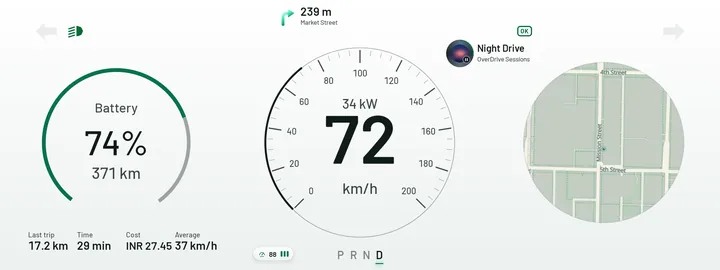 239 m
Market Street
OK
Night Drive
OverDrive Sessions
Battery
74%
371 km
34 kW
72
km/h
0
20
40
60
80
100
120
140
160
180
200
4th Street
Mission Street
5th Street
Last trip Time Cost Average
17.2 km 29 min INR 27.45 37 km/h
88
P R N D